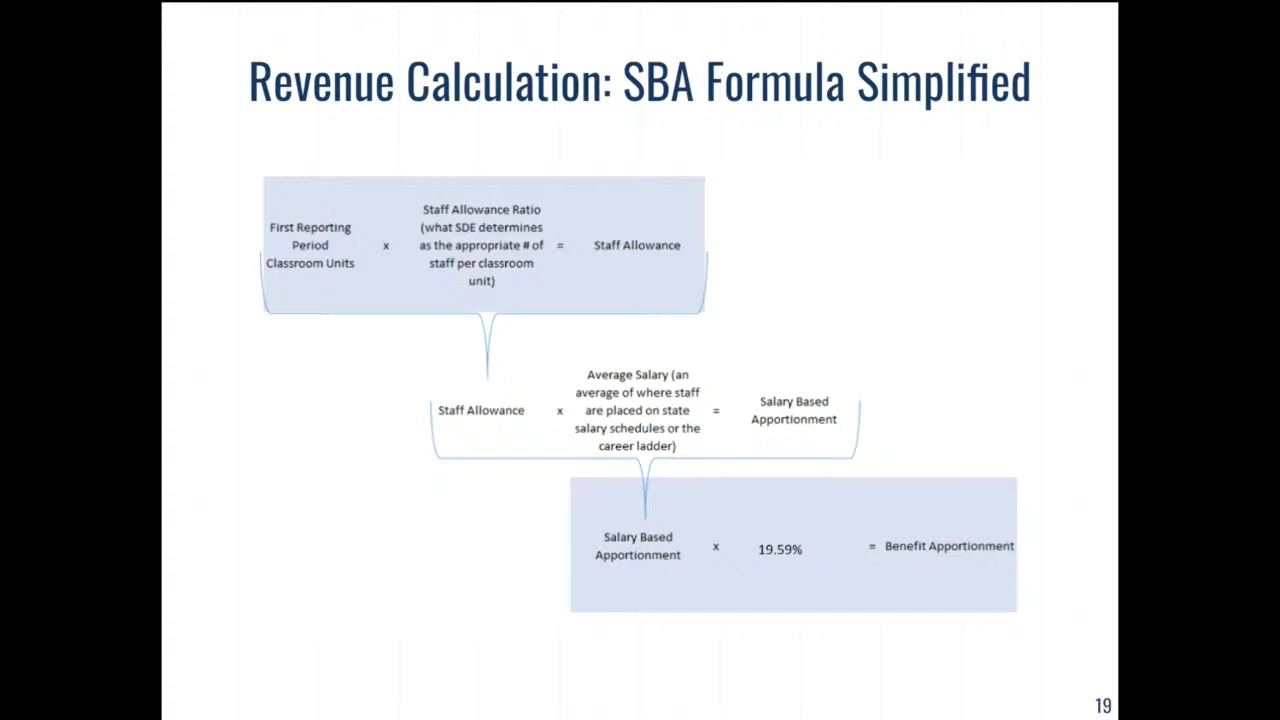 Revenue Calculation: SBA Formula Simplified
First Reporting
Period
Classroom Units
x
Staff Allowance Ratio
(what SDE determines
as the appropriate # of
staff per classroom
unit)
=
Staff Allowance
Staff Allowance
x
Average Salary (an
average of where staff
are placed on state
salary schedules or the
career ladder)
=
Salary Based
Apportionment
Salary Based
Apportionment
x
19.59%
=
Benefit Apportionment
19